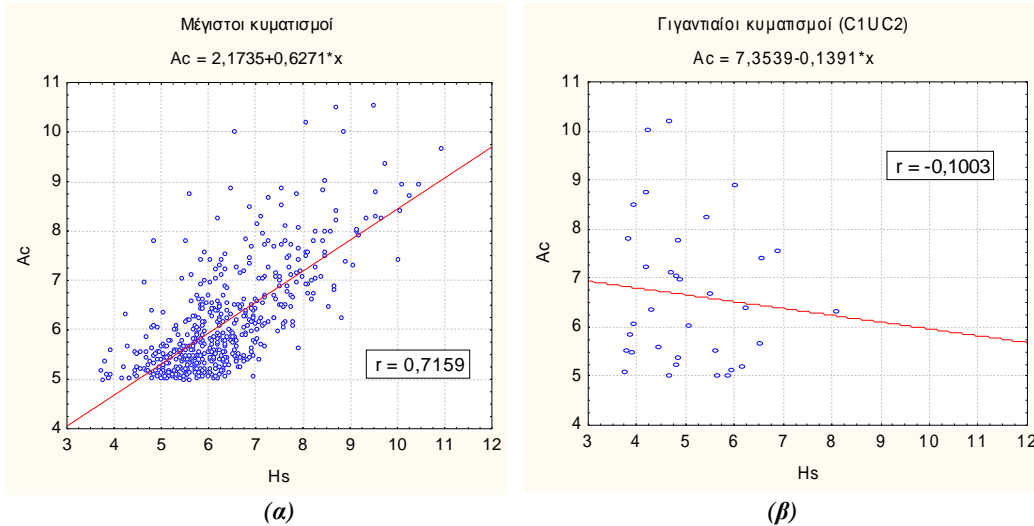 Μέγιστοι κυματισμοί
Ac = 2,1735+0,6271*x
11
10
9
8
7
6
5
4
Ac
r = 0,7159
3 4 5 6 7 8 9 10 11 12
Hs
(α)
Γιγαντιαίοι κυματισμοί (C1UC2)
Ac = 7,3539-0,1391*x
11
10
9
8
7
6
5
4
Ac
r = -0,1003
3 4 5 6 7 8 9 10 11 12
Hs
(β)